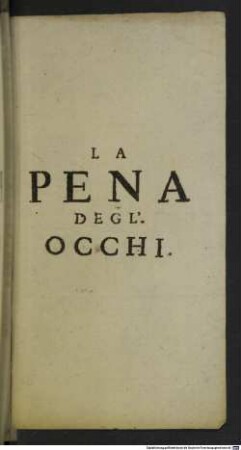 LA
PENA
DEGL'.
OCCHI.